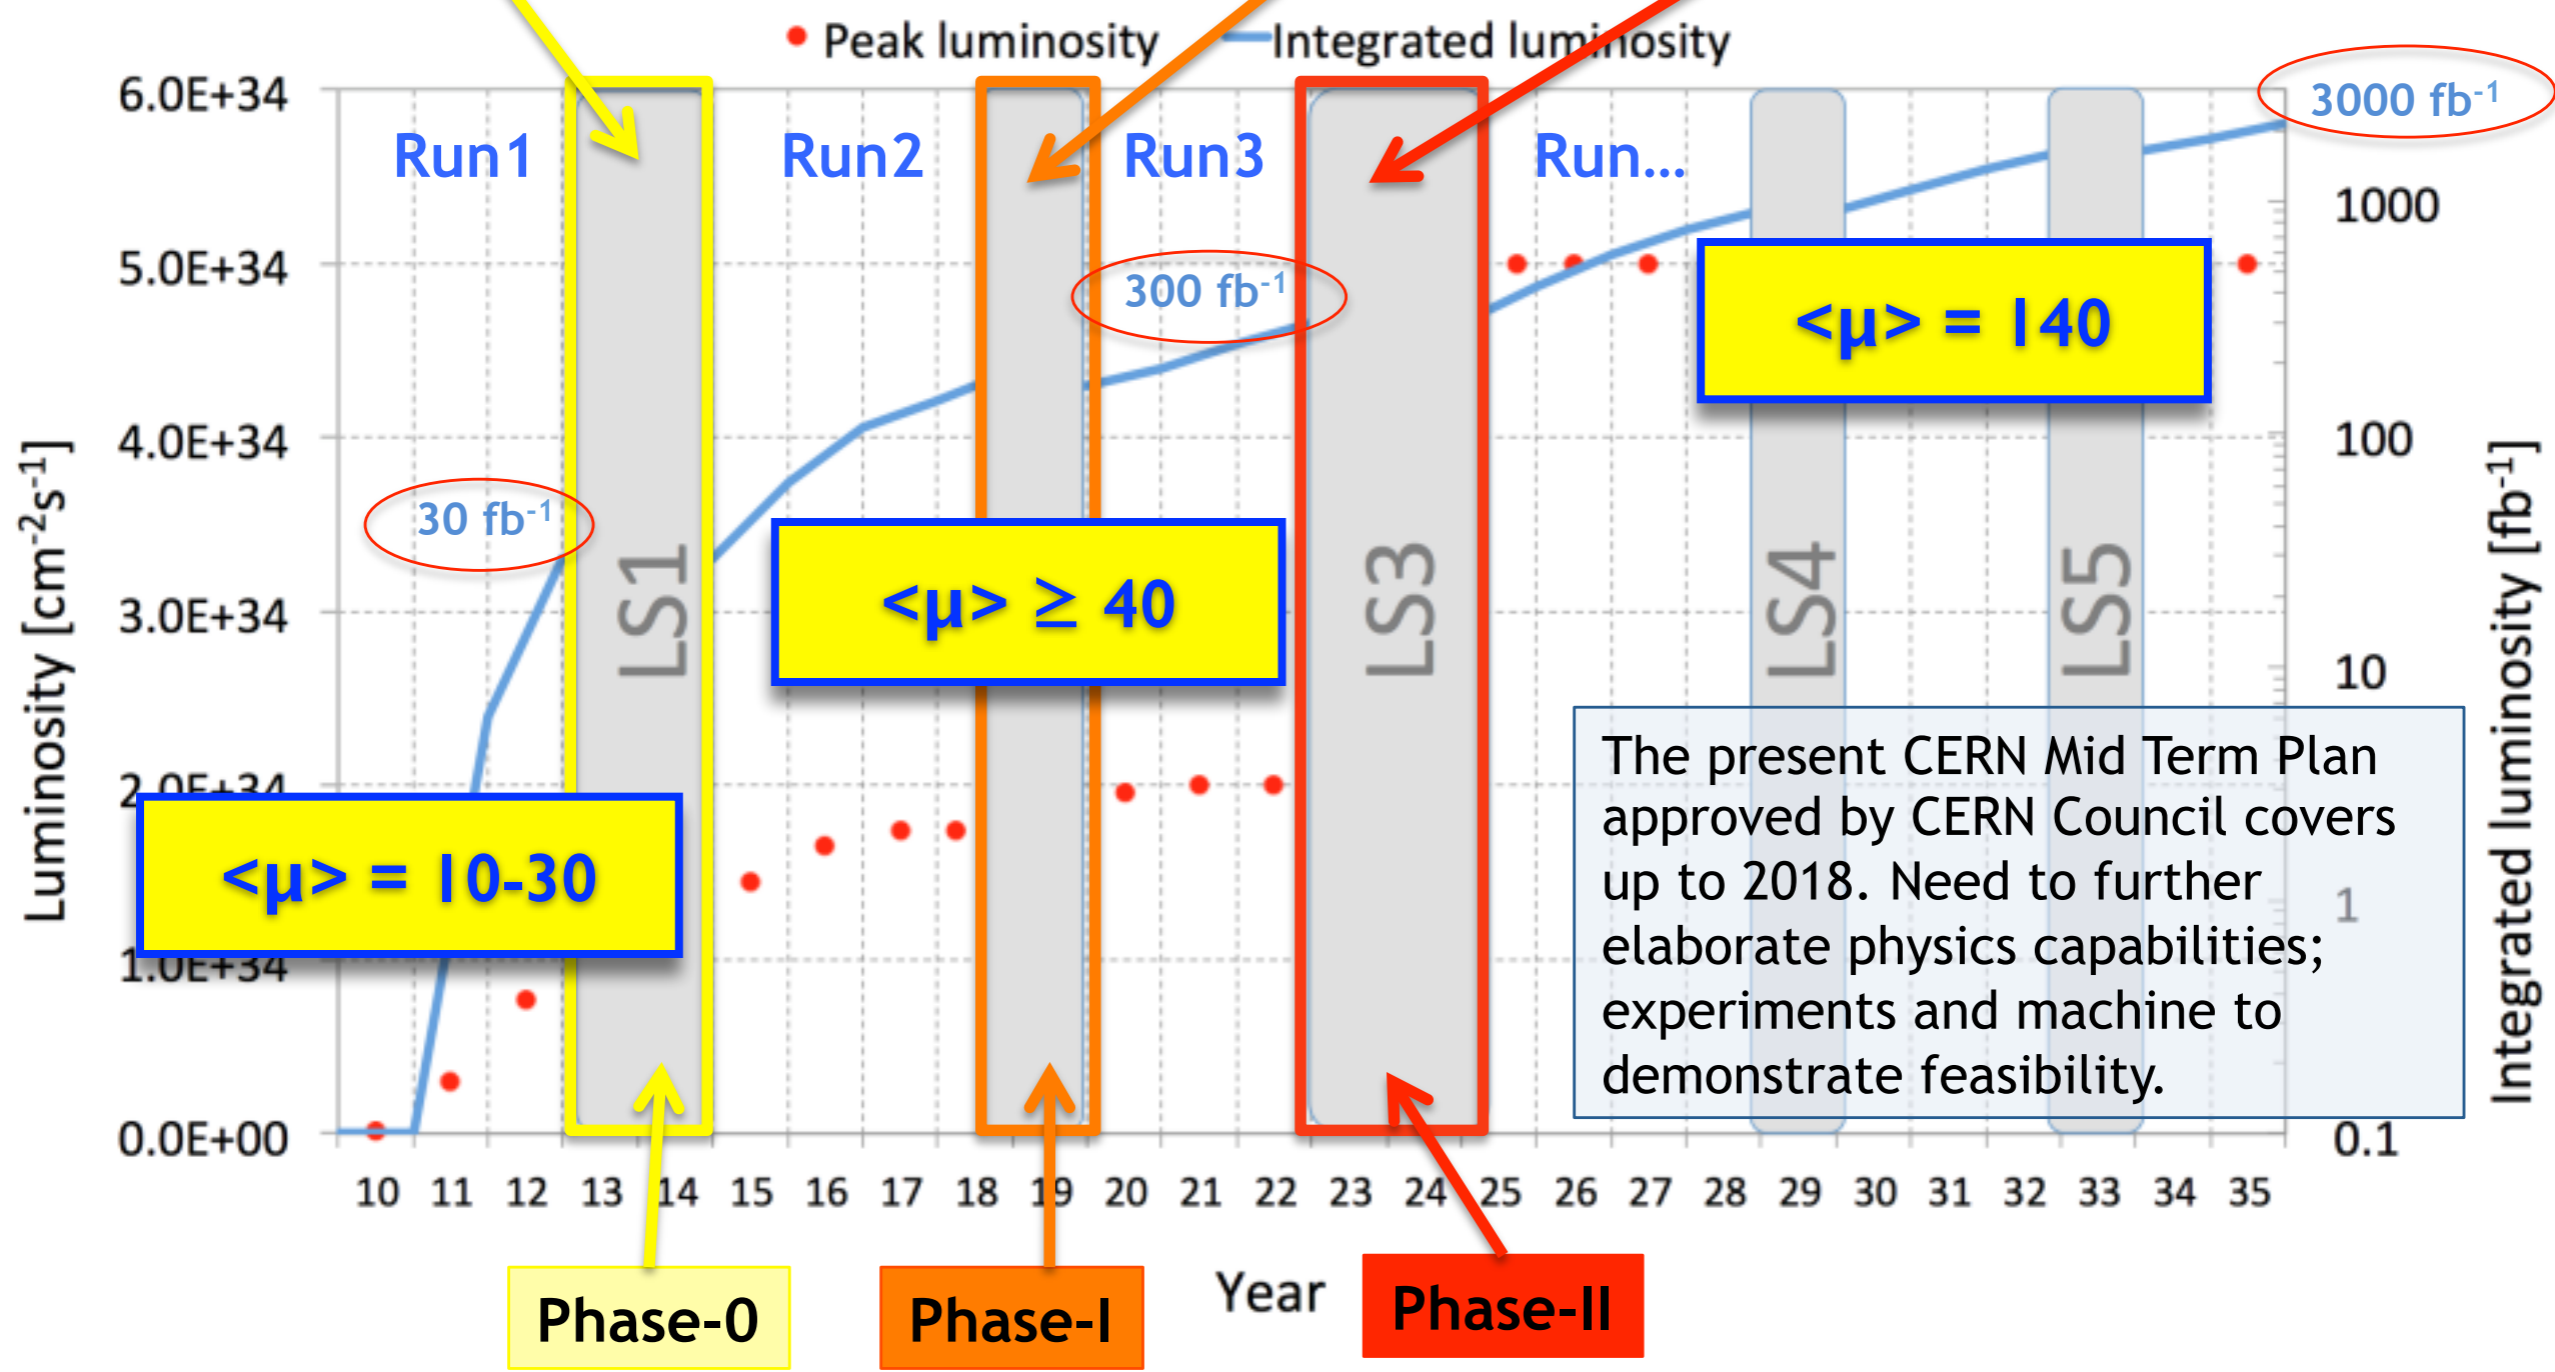 Peak luminosity
Integrated luminosity
6.0E+34
5.0E+34
4.0E+34
3.0E+34
2.0E+34
1.0E+34
0.0E+00
Luminosity [cm⁻²s⁻¹]
Run1
Run2
Run3
Run...
3000 fb⁻¹
300 fb⁻¹
30 fb⁻¹
<µ> = 140
<µ> ≥ 40
<µ> = 10-30
LS1
LS3
LS4
LS5
1000
100
10
1
0.1
Integrated luminosity [fb⁻¹]
The present CERN Mid Term Plan
approved by CERN Council covers
up to 2018. Need to further
elaborate physics capabilities;
experiments and machine to
demonstrate feasibility.
10 11 12 13 14 15 16 17 18 19 20 21 22 23 24 25 26 27 28 29 30 31 32 33 34 35
Year
Phase-0
Phase-I
Phase-II